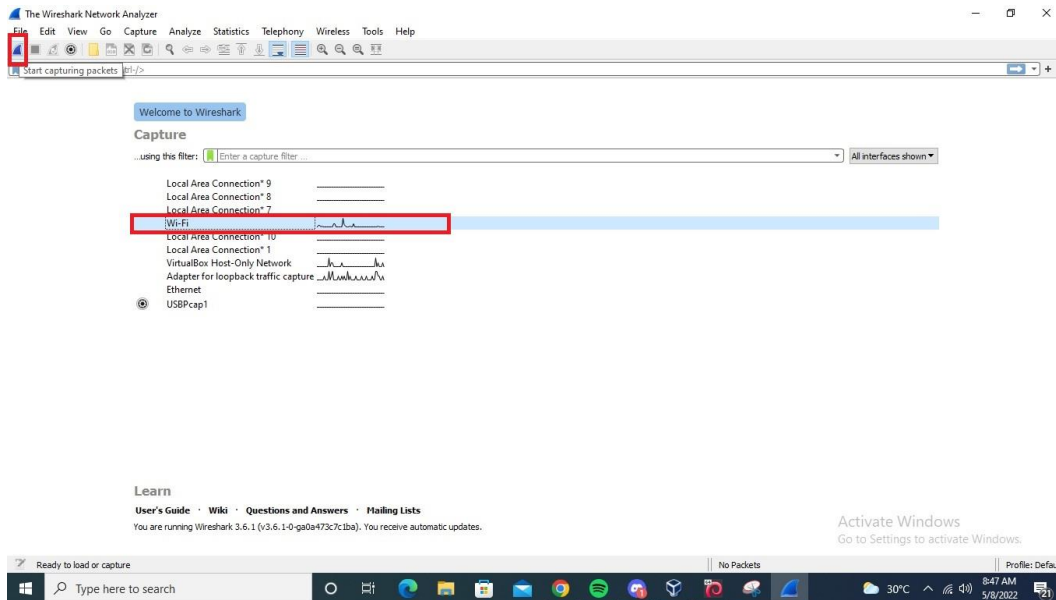 The Wireshark Network Analyzer
File Edit View Go Capture Analyze Statistics Telephony Wireless Tools Help
Start capturing packets trl-/>
Welcome to Wireshark
Capture
...using this filter: Enter a capture filter ... All interfaces shown
Local Area Connection* 9
Local Area Connection* 8
Local Area Connection* 7
Wi-Fi
Local Area Connection* 10
Local Area Connection* 1
VirtualBox Host-Only Network
Adapter for loopback traffic capture
Ethernet
USBPcap1
Learn
User's Guide · Wiki · Questions and Answers · Mailing Lists
You are running Wireshark 3.6.1 (v3.6.1-0-ga0a473c7c1ba). You receive automatic updates.
Activate Windows
Go to Settings to activate Windows.
Ready to load or capture No Packets Profile: Defau
Type here to search 30°C 8:47 AM
5/8/2022 21